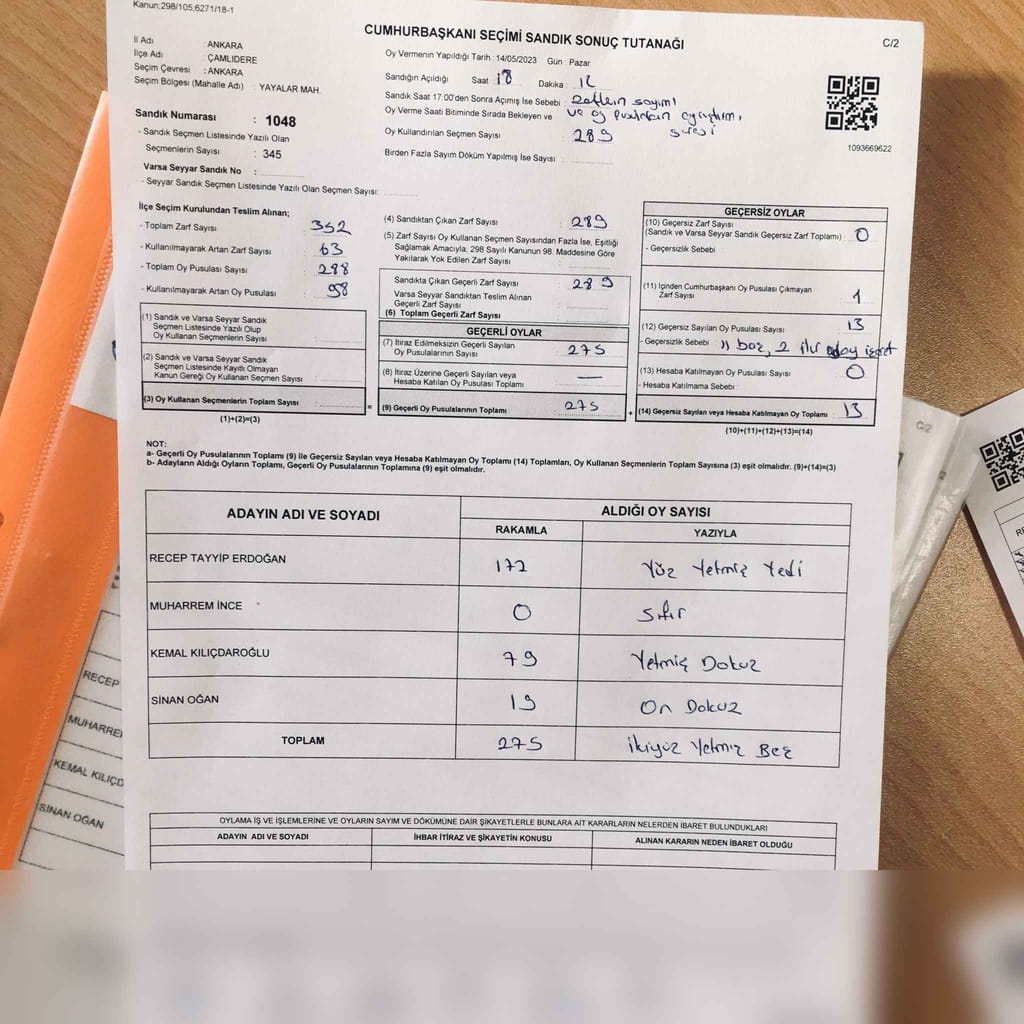 Kanun;298/105;6271/18-1
CUMHURBAŞKANI SEÇİMİ SANDIK SONUÇ TUTANAĞI
C/2
İl Adı : ANKARA
İlçe Adı : ÇAMLIDERE
Seçim Çevresi : ANKARA
Seçim Bölgesi (Mahalle Adı) : YAYALAR MAH.
Sandık Numarası : 1048
- Sandık Seçmen Listesinde Yazılı Olan
Seçmenlerin Sayısı : 345
Varsa Seyyar Sandık No :
- Seyyar Sandık Seçmen Listesinde Yazılı Olan Seçmen Sayısı:
Oy Vermenin Yapıldığı Tarih : 14/05/2023 Gün : Pazar
Sandığın Açıldığı Saat : 18 Dakika :
Sandık Saat 17:00'den Sonra Açımış İse Sebebi : sayımı
Oy Verme Saati Bitiminde Sırada Bekleyen ve ve oy
süresi
Oy Kullandırılan Seçmen Sayısı : 289
Birden Fazla Sayım Döküm Yapılmış İse Sayısı :
1093669622
İlçe Seçim Kurulundan Teslim Alınan;
- Toplam Zarf Sayısı : 352
- Kullanılmayarak Artan Zarf Sayısı : 63
- Toplam Oy Pusulası Sayısı :
- Kullanılmayarak Artan Oy Pusulası : 98
(1) Sandık ve Varsa Seyyar Sandık
Seçmen Listesinde Yazılı Olup
Oy Kullanan Seçmenlerin Sayısı :
(2) Sandık ve Varsa Seyyar Sandık
Seçmen Listesinde Kayıtlı Olmayan
Kanun Gereği Oy Kullanan Seçmen Sayısı :
(3) Oy Kullanan Seçmenlerin Toplam Sayısı :
(1)+(2)=(3)
(4) Sandıktan Çıkan Zarf Sayısı : 289
(5) Zarf Sayısı Oy Kullanan Seçmen Sayısından Fazla İse, Eşitliği
Sağlamak Amacıyla, 298 Sayılı Kanunun 98. Maddesine Göre
Yakılarak Yok Edilen Zarf Sayısı
Sandıkta Çıkan Geçerli Zarf Sayısı : 289
Varsa Seyyar Sandıktan Teslim Alınan
Geçerli Zarf Sayısı :
(6) Toplam Geçerli Zarf Sayısı
GEÇERLİ OYLAR
(7) İtiraz Edilmeksizin Geçerli Sayılan
Oy Pusulalarının Sayısı : 275
(8) İtiraz Üzerine Geçerli Sayılan veya
Hesaba Katılan Oy Pusulası Toplamı : —
(9) Geçerli Oy Pusulalarının Toplamı : 275
GEÇERSİZ OYLAR
(10) Geçersiz Zarf Sayısı
(Sandık ve Varsa Seyyar Sandık Geçersiz Zarf Toplamı) : 0
- Geçersizlik Sebebi :
(11) İçinden Cumhurbaşkanı Oy Pusulası Çıkmayan
Zarf Sayısı : 1
(12) Geçersiz Sayılan Oy Pusulası Sayısı : 13
- Geçersizlik Sebebi : 11 boş, 2 aday
(13) Hesaba Katılmayan Oy Pusulası Sayısı : 0
- Hesaba Katılmama Sebebi :
(14) Geçersiz Sayılan veya Hesaba Katılmayan Oy Toplamı : 13
(10)+(11)+(12)+(13)=(14)
NOT:
a- Geçerli Oy Pusulalarının Toplamı (9) ile Geçersiz Sayılan veya Hesaba Katılmayan Oy Toplamı (14) Toplamları, Oy Kullanan Seçmenlerin Toplam Sayısına (3) eşit olmalıdır. (9)+(14)=(3)
b- Adayların Aldığı Oyların Toplamı, Geçerli Oy Pusulalarının Toplamına (9) eşit olmalıdır.
ADAYIN ADI VE SOYADI ALDIĞI OY SAYISI
RAKAMLA YAZIYLA
RECEP TAYYİP ERDOĞAN 177 Yüz Yetmiş Yedi
MUHARREM İNCE 0 Sıfır
KEMAL KILIÇDAROĞLU 79 Yetmiş Dokuz
SİNAN OĞAN 19 On Dokuz
TOPLAM 275 İkiyüz Yetmiş Beş
OYLAMA İŞ VE İŞLEMLERİNE VE OYLARIN SAYIM VE DÖKÜMÜNE DAİR ŞİKAYETLERLE BUNLARA AİT KARARLARIN NELERDEN İBARET BULUNDUKLARI
ADAYIN ADI VE SOYADI İHBAR İTİRAZ VE ŞİKAYETİN KONUSU ALINAN KARARIN NEDEN İBARET OLDUĞU
RECEP
MUHARRE
KEMAL KILIÇD
SİNAN OĞAN
C/2